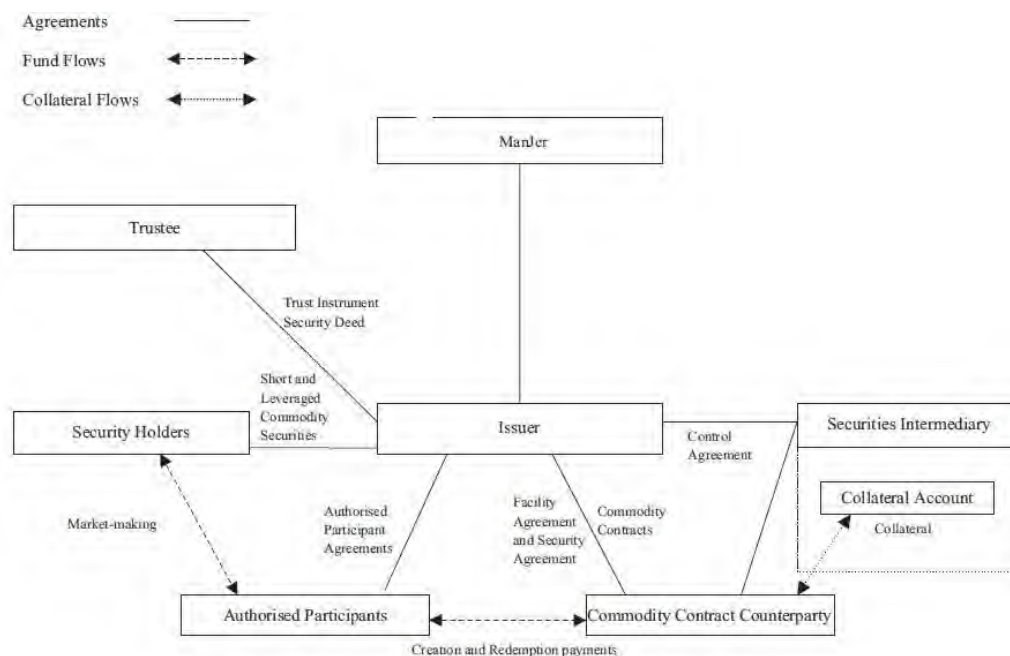 Agreements
Fund Flows
Collateral Flows
ManJer
Trustee
Trust Instrument
Security Deed
Short and
Leveraged
Commodity
Securities
Security Holders
Issuer
Securities Intermediary
Control
Agreement
Collateral Account
Collateral
Market-making
Authorised
Participant
Agreements
Facility
Agreement
and Security
Agreement
Commodity
Contracts
Authorised Participants
Commodity Contract Counterparty
Creation and Redemption payments